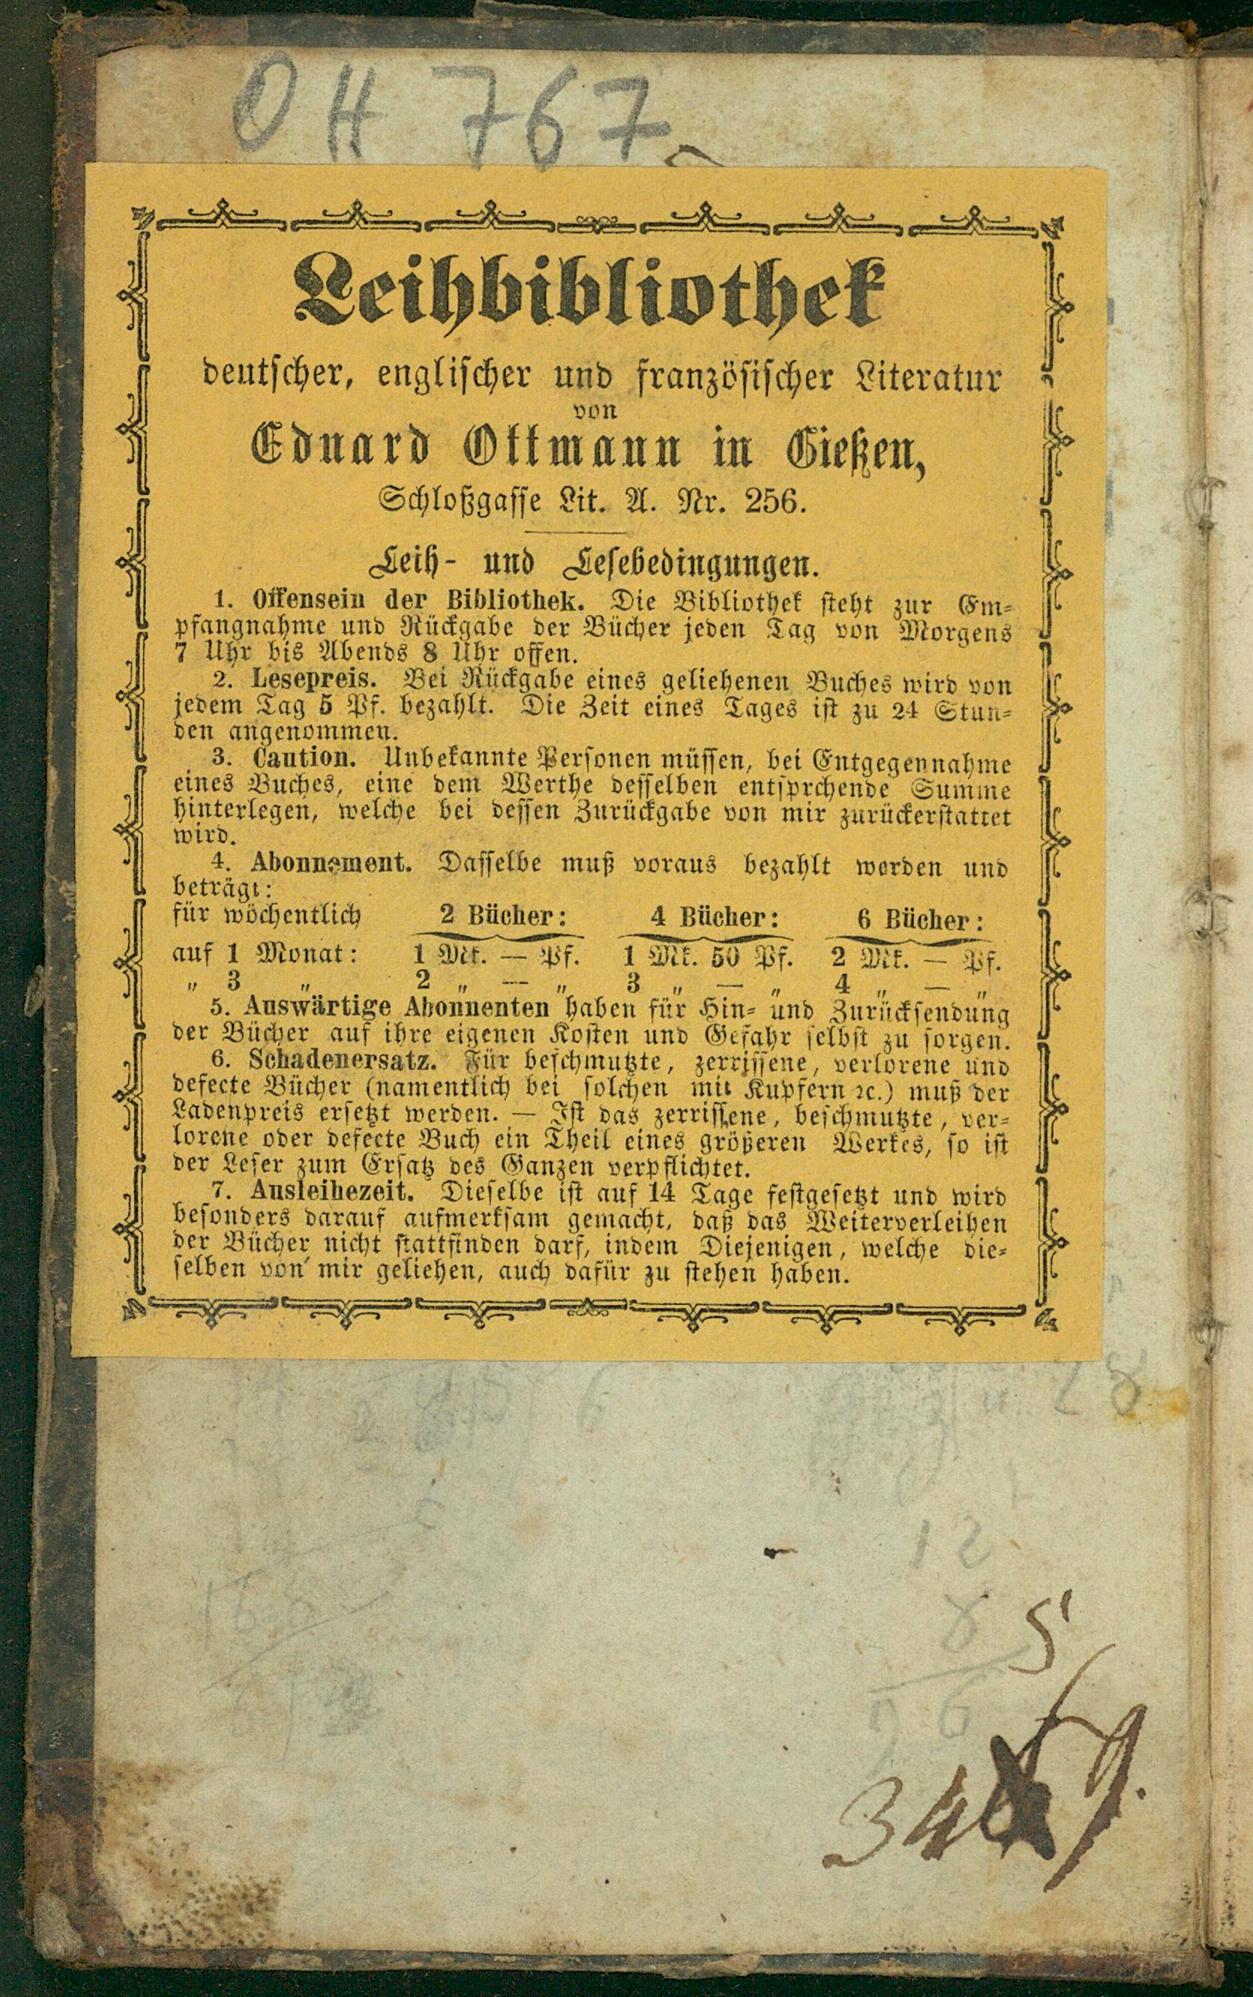 OH 767
Leihbibliothek
deutscher, englischer und französischer Literatur
von
Eduard Ottmann in Gießen,
Schloßgasse Lit. A. Nr. 256.
Leih- und Lesebedingungen.
1. Offensein der Bibliothek. Die Bibliothek steht zur Em-
pfangnahme und Rückgabe der Bücher jeden Tag von Morgens
7 Uhr bis Abends 8 Uhr offen.
2. Lesepreis. Bei Rückgabe eines geliehenen Buches wird von
jedem Tag 5 Pf. bezahlt. Die Zeit eines Tages ist zu 24 Stun-
den angenommen.
3. Caution. Unbekannte Personen müssen, bei Entgegennahme
eines Buches, eine dem Werthe desselben entsprchende Summe
hinterlegen, welche bei dessen Zurückgabe von mir zurückerstattet
wird.
4. Abonnement. Dasselbe muß voraus bezahlt werden und
beträgt:
für wöchentlich 2 Bücher: 4 Bücher: 6 Bücher:
auf 1 Monat: 1 Mk. — Pf. 1 Mk. 50 Pf. 2 Mk. — Pf.
„ 3 „ 2 „ — „ 3 „ — „ 4 „ — „
5. Auswärtige Abonnenten haben für Hin- und Zurücksendung
der Bücher auf ihre eigenen Kosten und Gefahr selbst zu sorgen.
6. Schadenersatz. Für beschmutzte, zerrissene, verlorene und
defecte Bücher (namentlich bei solchen mit Kupfern ꝛc.) muß der
Ladenpreis ersetzt werden. — Ist das zerrissene, beschmutzte, ver-
lorene oder defecte Buch ein Theil eines größeren Werkes, so ist
der Leser zum Ersatz des Ganzen verpflichtet.
7. Ausleihezeit. Dieselbe ist auf 14 Tage festgesetzt und wird
besonders darauf aufmerksam gemacht, daß das Weiterverleihen
der Bücher nicht stattfinden darf, indem Diejenigen, welche die-
selben von mir geliehen, auch dafür zu stehen haben.
12
8
96
5